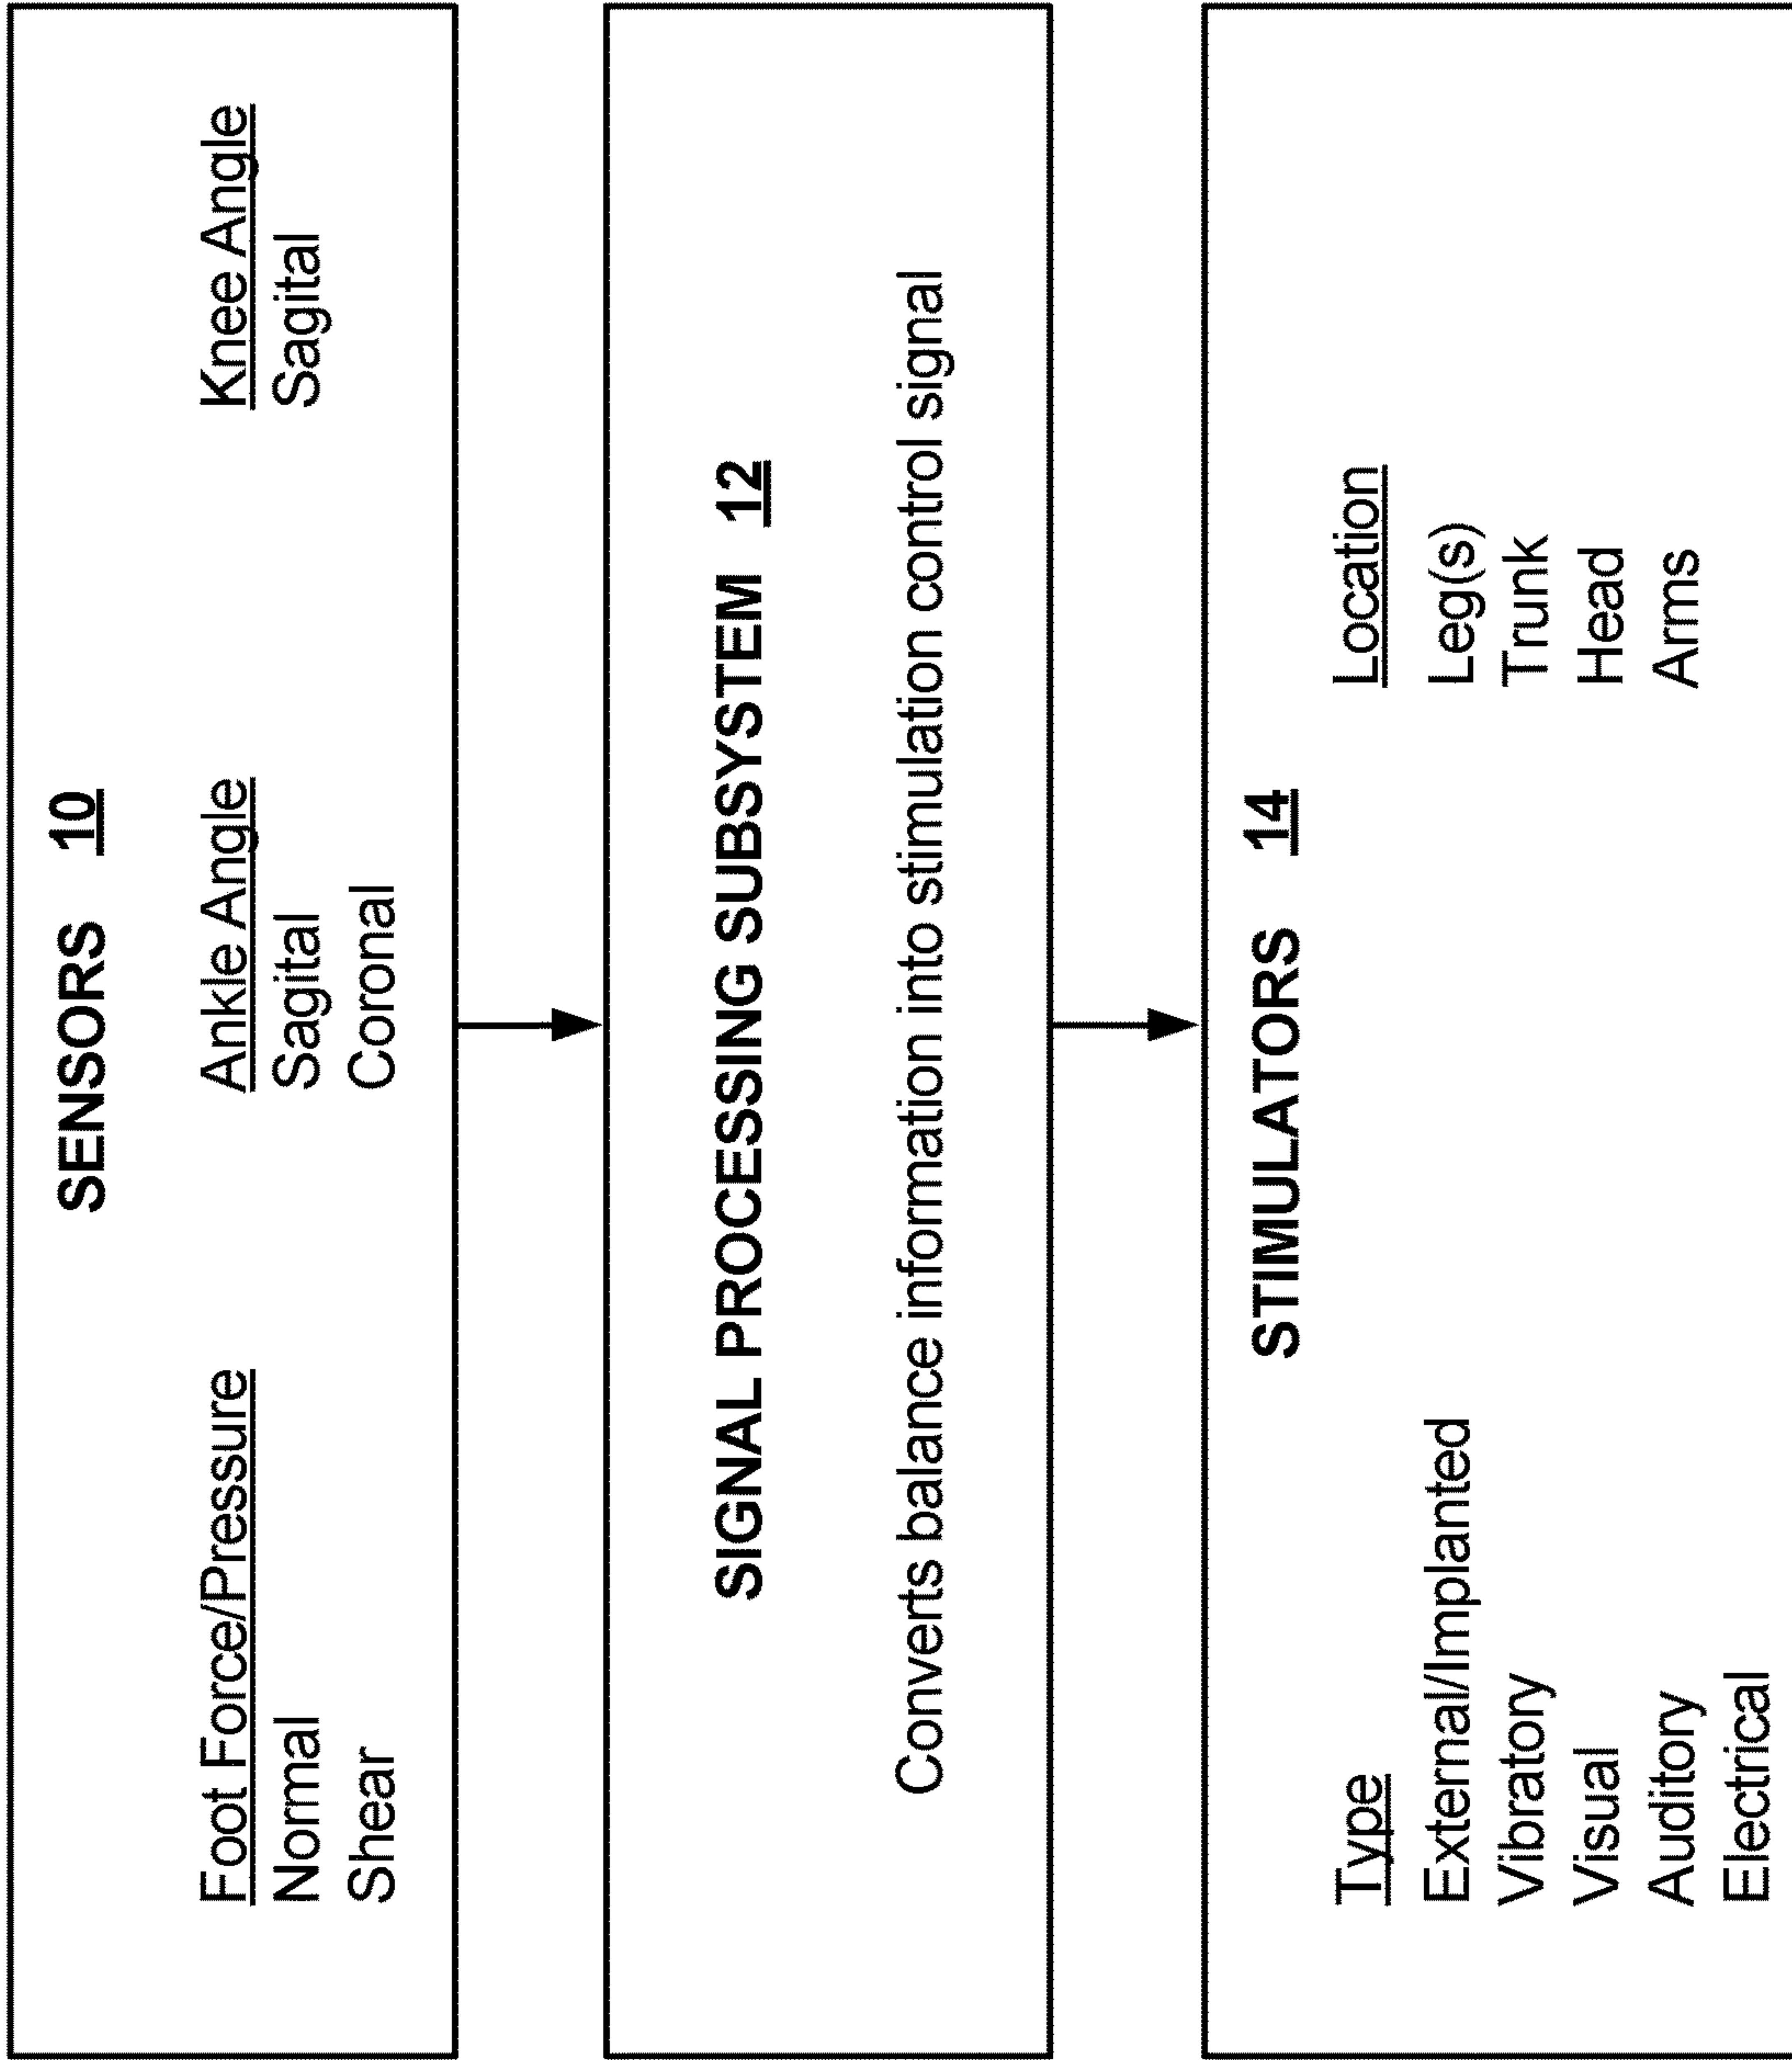 SENSORS 10
Foot Force/Pressure
Normal
Shear
Ankle Angle
Sagital
Coronal
Knee Angle
Sagital
SIGNAL PROCESSING SUBSYSTEM 12
Converts balance information into stimulation control signal
STIMULATORS 14
Type
External/Implanted
Vibratory
Visual
Auditory
Electrical
Location
Leg(s)
Trunk
Head
Arms